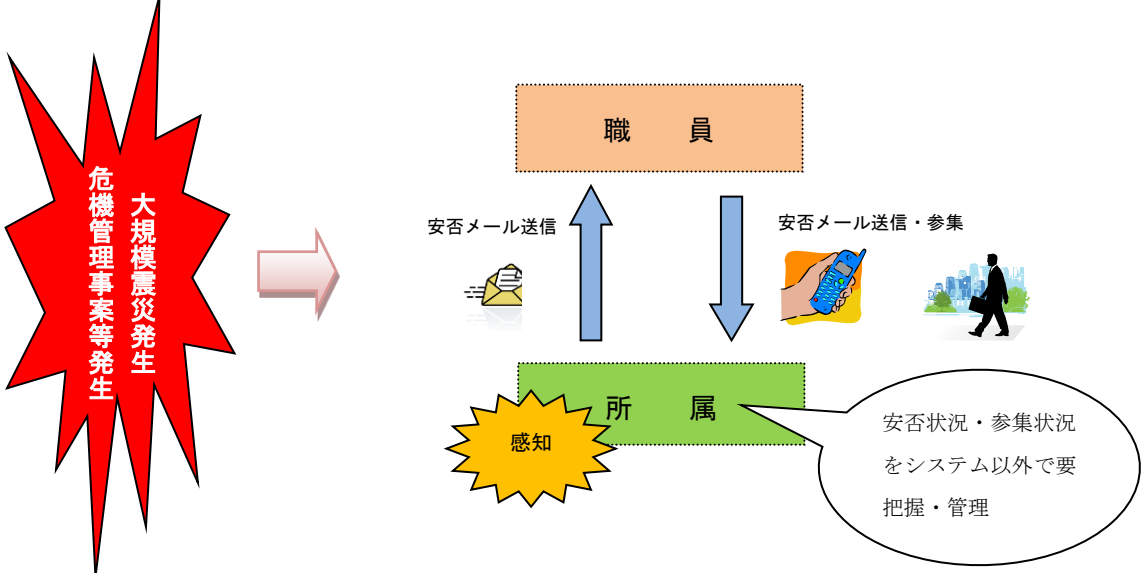 大規模震災発生
危機管理事案等発生
職　員
安否メール送信
安否メール送信・参集
所　属
感知
安否状況・参集状況
をシステム以外で要
把握・管理